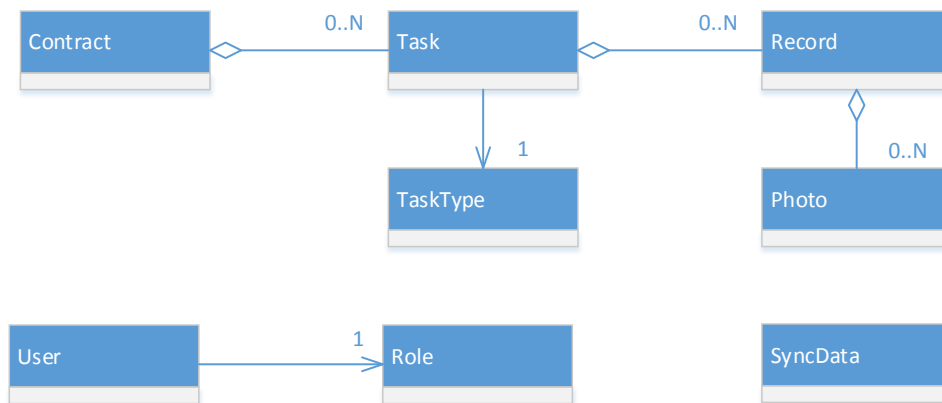 0..N
0..N
Contract
Task
Record
1
0..N
TaskType
Photo
1
User
Role
SyncData